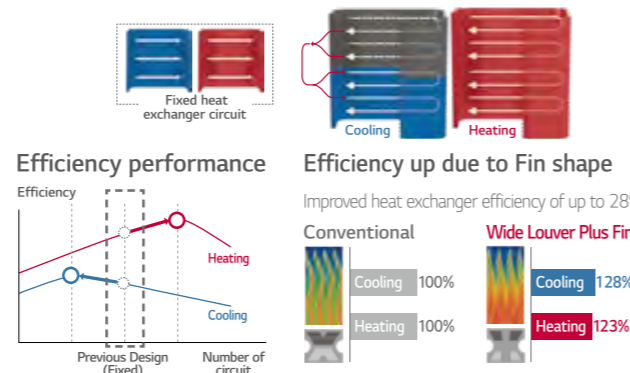 Fixed heat
exchanger circuit
Cooling
Heating
Efficiency performance
Efficiency
Heating
Cooling
Previous Design
(Fixed)
Number of
circuit
Efficiency up due to Fin shape
Improved heat exchanger efficiency of up to 28
Conventional
Cooling 100%
Heating 100%
Wide Louver Plus Fin
Cooling 128%
Heating 123%